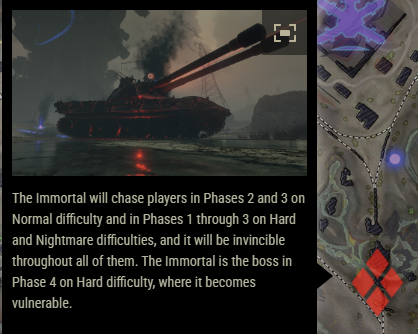 The Immortal will chase players in Phases 2 and 3 on
Normal difficulty and in Phases 1 through 3 on Hard
and Nightmare difficulties, and it will be invincible
throughout all of them. The Immortal is the boss in
Phase 4 on Hard difficulty, where it becomes
vulnerable.